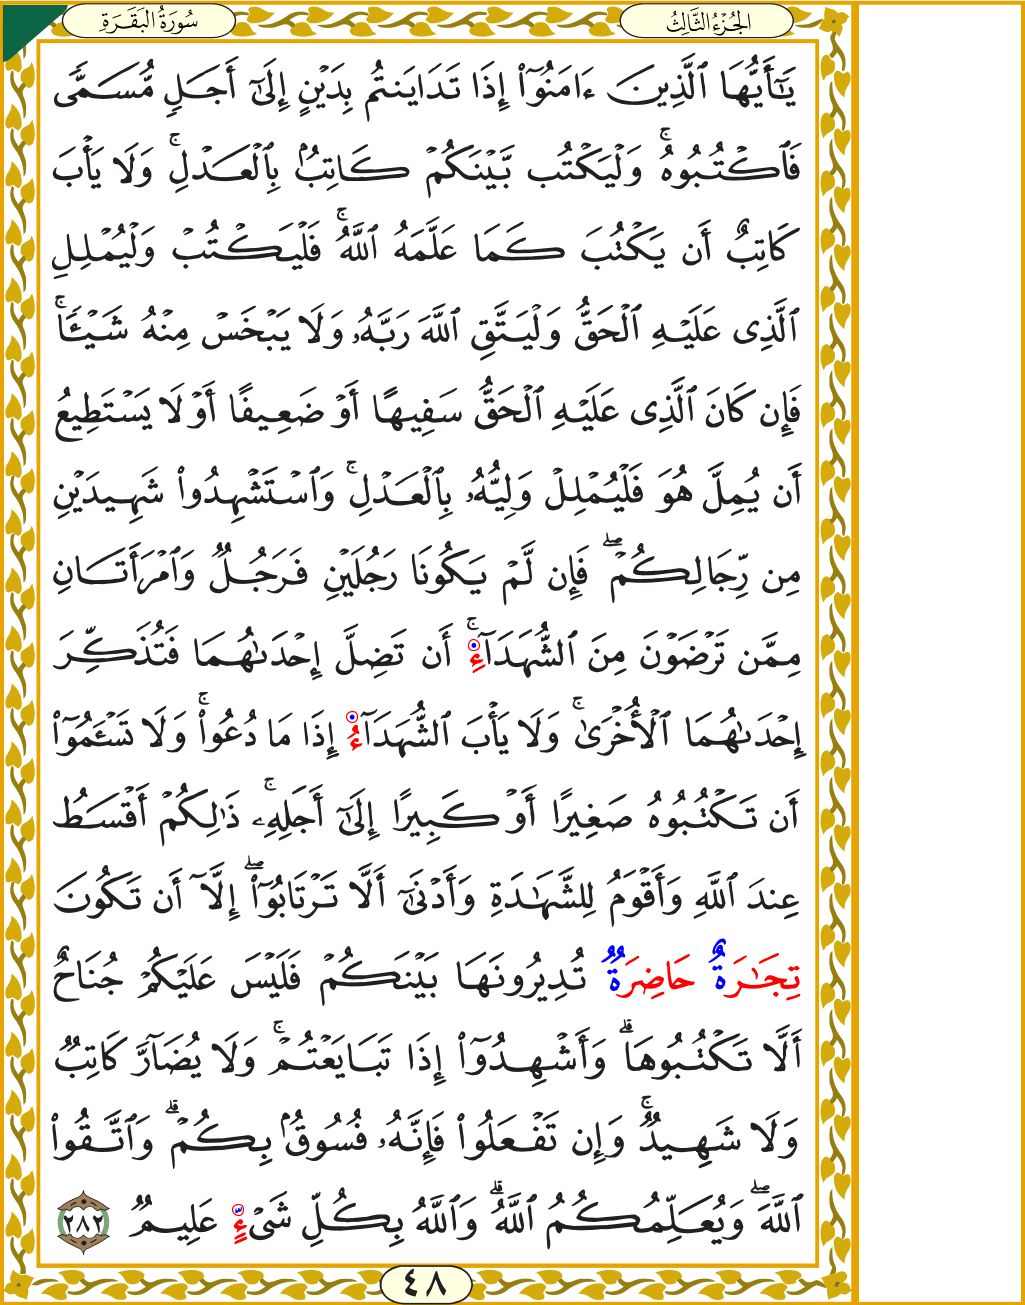 الجُزْءُ الثَّالِثُ
سُورَةُ البَقَرَةِ
يَٰٓأَيُّهَا ٱلَّذِينَ ءَامَنُوٓاْ إِذَا تَدَايَنتُم بِدَيْنٍ إِلَىٰٓ أَجَلٖ مُّسَمّٗى
فَٱكْتُبُوهُۚ وَلْيَكْتُب بَّيْنَكُمْ كَاتِبُۢ بِٱلْعَدْلِۚ وَلَا يَأْبَ
كَاتِبٌ أَن يَكْتُبَ كَمَا عَلَّمَهُ ٱللَّهُۚ فَلْيَكْتُبْ وَلْيُمْلِلِ
ٱلَّذِى عَلَيْهِ ٱلْحَقُّ وَلْيَتَّقِ ٱللَّهَ رَبَّهُۥ وَلَا يَبْخَسْ مِنْهُ شَيْـٔٗاۚ
فَإِن كَانَ ٱلَّذِى عَلَيْهِ ٱلْحَقُّ سَفِيهًا أَوْ ضَعِيفًا أَوْ لَا يَسْتَطِيعُ
أَن يُمِلَّ هُوَ فَلْيُمْلِلْ وَلِيُّهُۥ بِٱلْعَدْلِۚ وَٱسْتَشْهِدُواْ شَهِيدَيْنِ
مِن رِّجَالِكُمْۖ فَإِن لَّمْ يَكُونَا رَجُلَيْنِ فَرَجُلٞ وَٱمْرَأَتَانِ
مِمَّن تَرْضَوْنَ مِنَ ٱلشُّهَدَآءِۚ أَن تَضِلَّ إِحْدَىٰهُمَا فَتُذَكِّرَ
إِحْدَىٰهُمَا ٱلْأُخْرَىٰۚ وَلَا يَأْبَ ٱلشُّهَدَآءُ إِذَا مَا دُعُواْۚ وَلَا تَسْـَٔمُوٓاْ
أَن تَكْتُبُوهُ صَغِيرًا أَوْ كَبِيرًا إِلَىٰٓ أَجَلِهِۦۚ ذَٰلِكُمْ أَقْسَطُ
عِندَ ٱللَّهِ وَأَقْوَمُ لِلشَّهَٰدَةِ وَأَدْنَىٰٓ أَلَّا تَرْتَابُوٓاْۖ إِلَّآ أَن تَكُونَ
تِجَٰرَةٌ حَاضِرَةٞ تُدِيرُونَهَا بَيْنَكُمْ فَلَيْسَ عَلَيْكُمْ جُنَاحٌ
أَلَّا تَكْتُبُوهَاۗ وَأَشْهِدُوٓاْ إِذَا تَبَايَعْتُمْۚ وَلَا يُضَآرَّ كَاتِبٞ
وَلَا شَهِيدٞۚ وَإِن تَفْعَلُواْ فَإِنَّهُۥ فُسُوقُۢ بِكُمْۗ وَٱتَّقُواْ
ٱللَّهَۖ وَيُعَلِّمُكُمُ ٱللَّهُۗ وَٱللَّهُ بِكُلِّ شَىْءٍ عَلِيمٞ ٢٨٢
٤٨